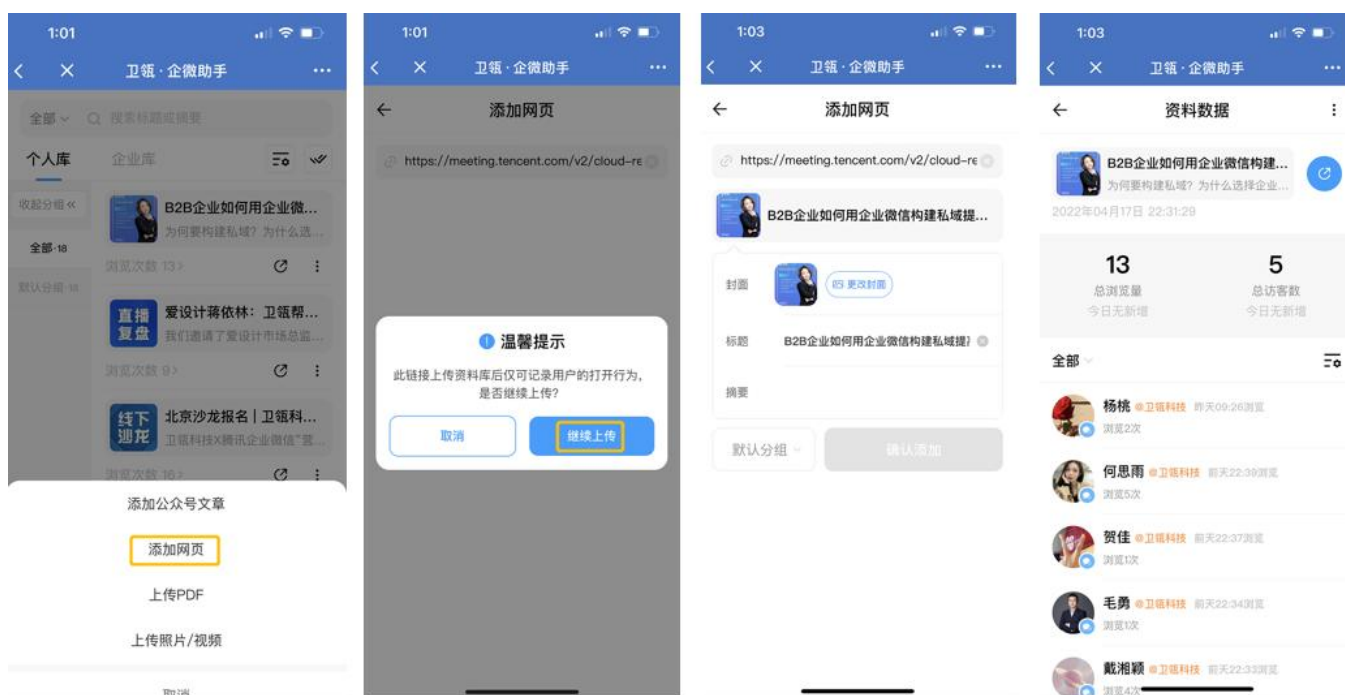 1:01
卫瓴·企微助手
全部
搜索标题或摘要
个人库
企业库
收起分组
全部·18
默认分组·18
B2B企业如何用企业微...
为何要构建私域？为什么选...
浏览次数 13
直播
复盘
爱设计蒋依林：卫瓴帮...
我们邀请了爱设计市场总监...
浏览次数 9
线下
沙龙
北京沙龙报名 | 卫瓴科...
卫瓴科技X腾讯企业微信"营...
浏览次数 16
添加公众号文章
添加网页
上传PDF
上传照片/视频
取消
1:01
卫瓴·企微助手
添加网页
https://meeting.tencent.com/v2/cloud-re
温馨提示
此链接上传资料库后仅可记录用户的打开行为，
是否继续上传？
取消
继续上传
1:03
卫瓴·企微助手
添加网页
https://meeting.tencent.com/v2/cloud-re
B2B企业如何用企业微信构建私域提...
封面
更改封面
标题
B2B企业如何用企业微信构建私域提
摘要
默认分组
确认添加
1:03
卫瓴·企微助手
资料数据
B2B企业如何用企业微信构建...
为何要构建私域？为什么选择企业...
2022年04月17日 22:31:29
13
总浏览量
今日无新增
5
总访客数
今日无新增
全部
杨桃 @卫瓴科技 昨天09:26浏览
浏览2次
何思雨 @卫瓴科技 前天22:39浏览
浏览5次
贺佳 @卫瓴科技 前天22:37浏览
浏览1次
毛勇 @卫瓴科技 前天22:34浏览
浏览1次
戴湘颖 @卫瓴科技 前天22:33浏览
浏览4次